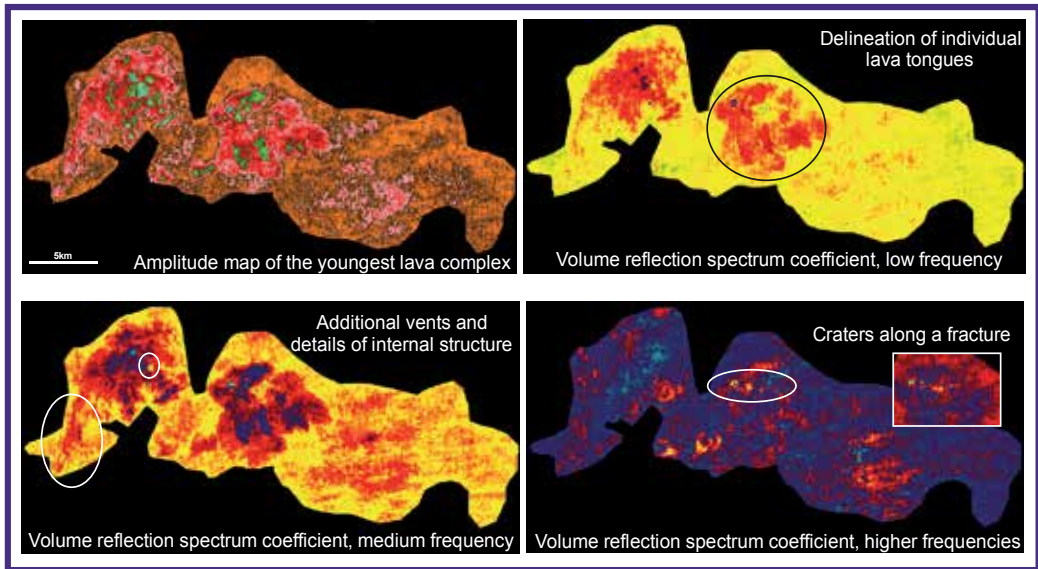 5km
Amplitude map of the youngest lava complex
Delineation of individual
lava tongues
Volume reflection spectrum coefficient, low frequency
Additional vents and
details of internal structure
Volume reflection spectrum coefficient, medium frequency
Craters along a fracture
Volume reflection spectrum coefficient, higher frequencies